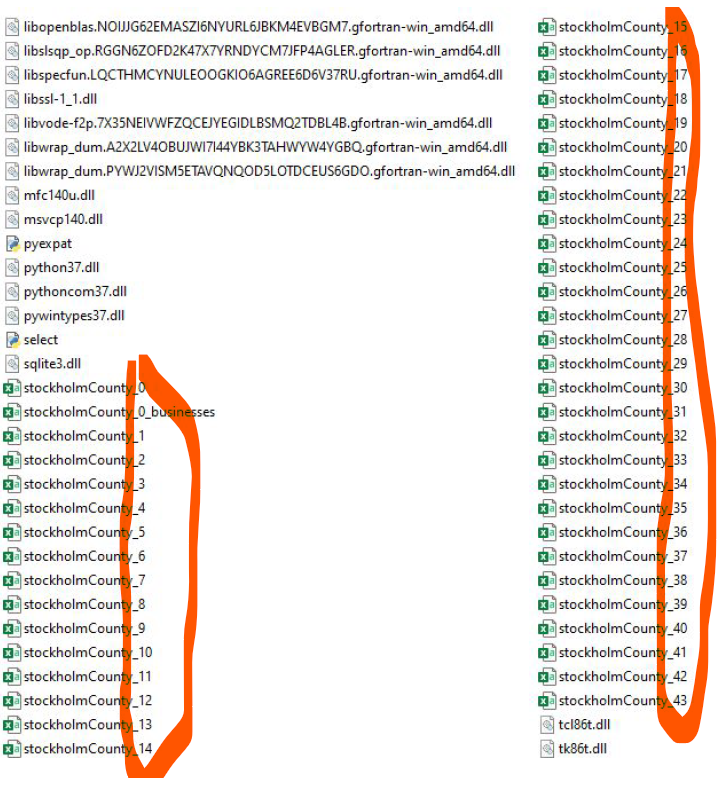 libopenblas.NOIJJG62EMASZI6NYURL6JBKM4EVBGM7.gfortran-win_amd64.dll
libslsqp_op.RGGN6ZOFD2K47X7YRNDYCM7JFP4AGLER.gfortran-win_amd64.dll
libspecfun.LQCTHMCYNULEOOGKIO6AGREE6D6V37RU.gfortran-win_amd64.dll
libssl-1_1.dll
libvode-f2p.7X35NEIVWFZQCEJYEGIDLBSMQ2TDBL4B.gfortran-win_amd64.dll
libwrap_dum.A2X2LV4OBUJWI7I44YBK3TAHWYW4YGBQ.gfortran-win_amd64.dll
libwrap_dum.PYWJ2VISM5ETAVQNQOD5LOTDCEUS6GDO.gfortran-win_amd64.dll
mfc140u.dll
msvcp140.dll
pyexpat
python37.dll
pythoncom37.dll
pywintypes37.dll
select
sqlite3.dll
stockholmCounty_0
stockholmCounty_0_businesses
stockholmCounty_1
stockholmCounty_2
stockholmCounty_3
stockholmCounty_4
stockholmCounty_5
stockholmCounty_6
stockholmCounty_7
stockholmCounty_8
stockholmCounty_9
stockholmCounty_10
stockholmCounty_11
stockholmCounty_12
stockholmCounty_13
stockholmCounty_14
stockholmCounty_15
stockholmCounty_16
stockholmCounty_17
stockholmCounty_18
stockholmCounty_19
stockholmCounty_20
stockholmCounty_21
stockholmCounty_22
stockholmCounty_23
stockholmCounty_24
stockholmCounty_25
stockholmCounty_26
stockholmCounty_27
stockholmCounty_28
stockholmCounty_29
stockholmCounty_30
stockholmCounty_31
stockholmCounty_32
stockholmCounty_33
stockholmCounty_34
stockholmCounty_35
stockholmCounty_36
stockholmCounty_37
stockholmCounty_38
stockholmCounty_39
stockholmCounty_40
stockholmCounty_41
stockholmCounty_42
stockholmCounty_43
tcl86t.dll
tk86t.dll